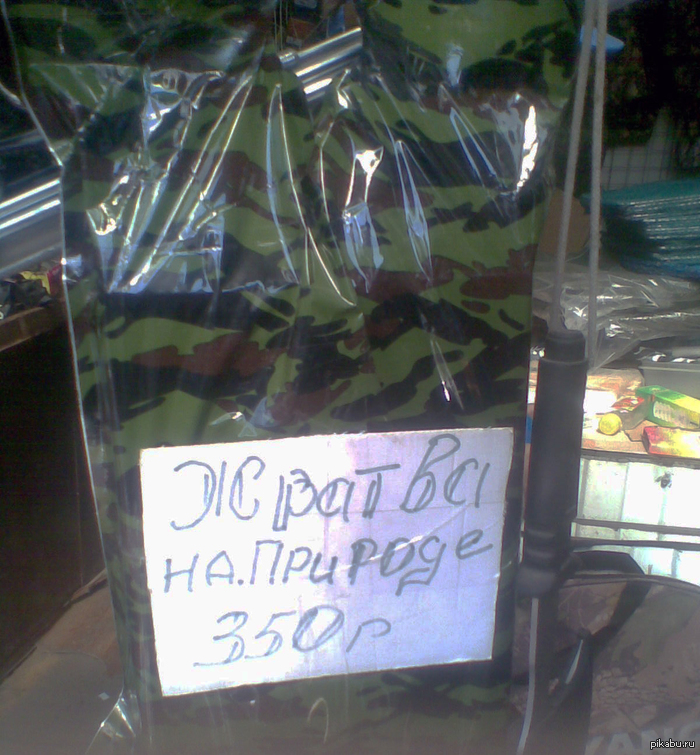 Жратва
на.природе
350р
pikabu.ru